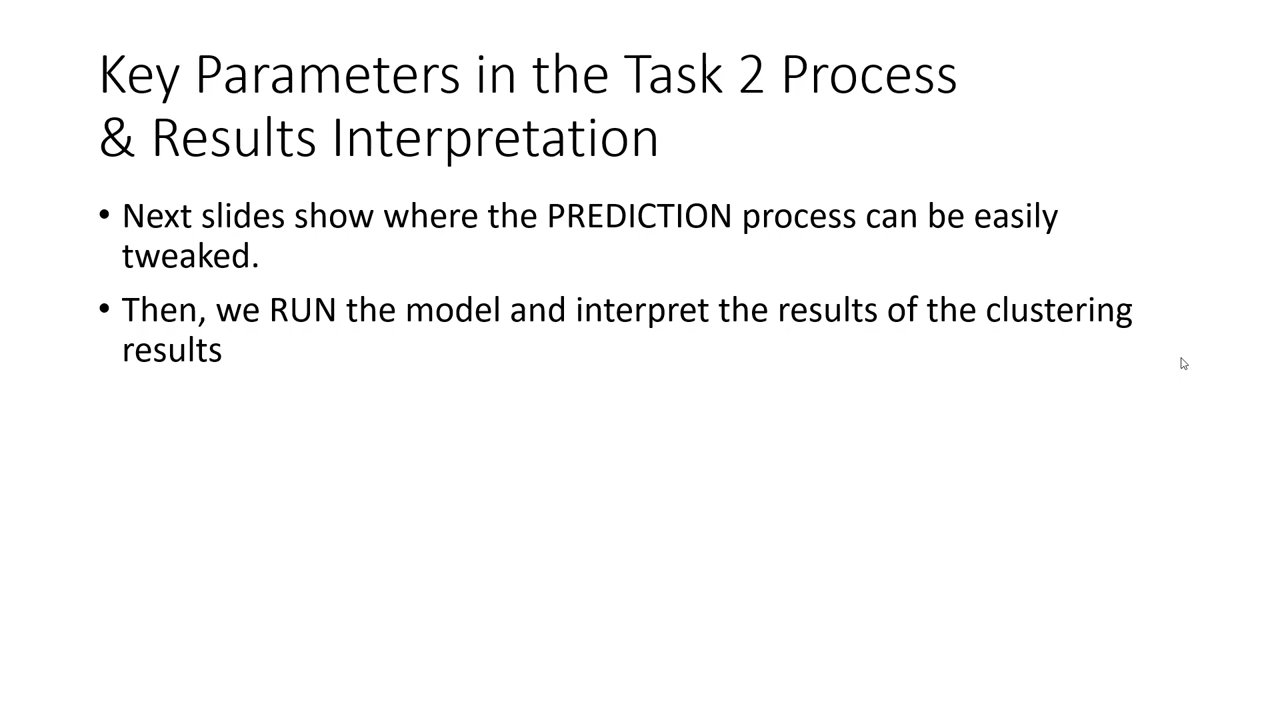 Key Parameters in the Task 2 Process
& Results Interpretation
• Next slides show where the PREDICTION process can be easily
tweaked.
• Then, we RUN the model and interpret the results of the clustering
results